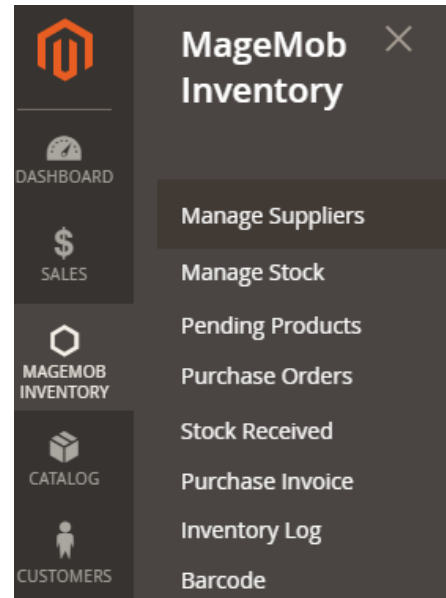 MageMob
Inventory
DASHBOARD
SALES
MAGEMOB
INVENTORY
CATALOG
CUSTOMERS
Manage Suppliers
Manage Stock
Pending Products
Purchase Orders
Stock Received
Purchase Invoice
Inventory Log
Barcode